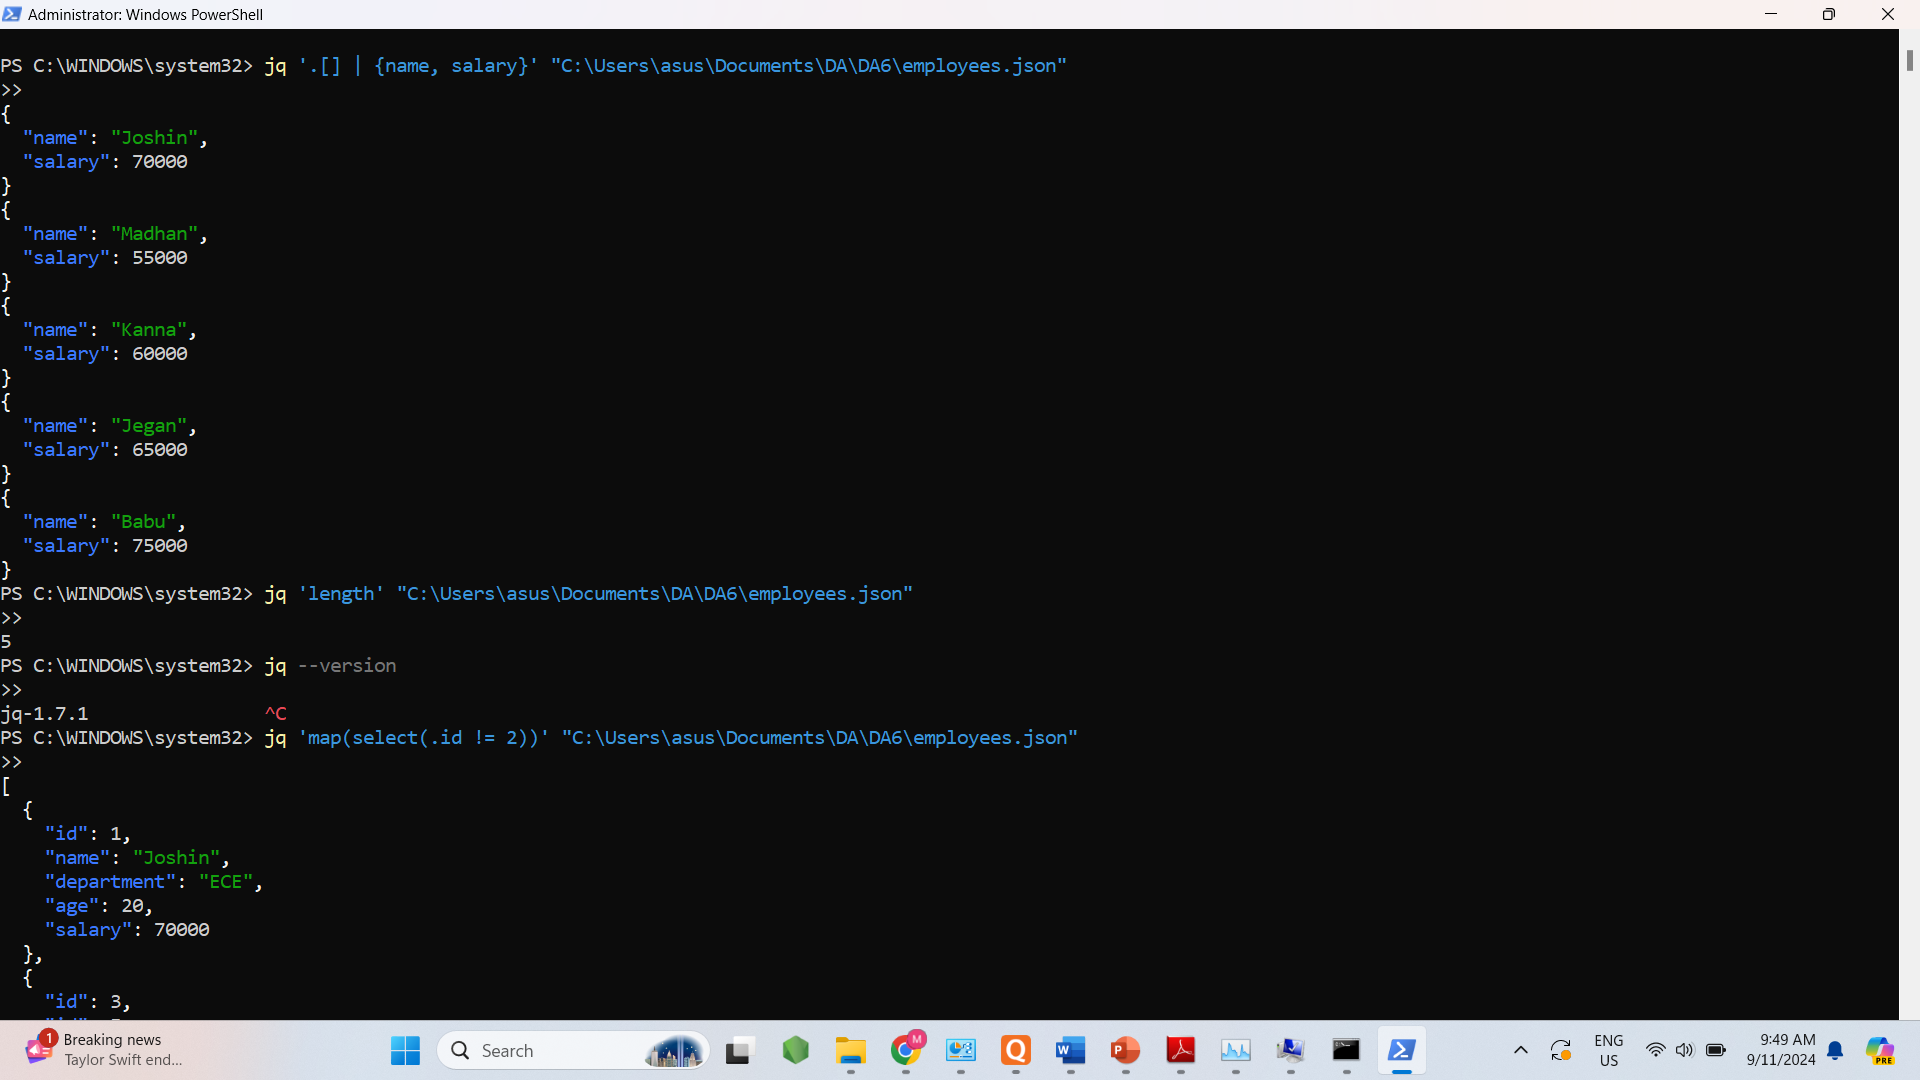 Administrator: Windows PowerShell
PS C:\WINDOWS\system32> jq '.[] | {name, salary}' "C:\Users\asus\Documents\DA\DA6\employees.json"
>>
{
  "name": "Joshin",
  "salary": 70000
}
{
  "name": "Madhan",
  "salary": 55000
}
{
  "name": "Kanna",
  "salary": 60000
}
{
  "name": "Jegan",
  "salary": 65000
}
{
  "name": "Babu",
  "salary": 75000
}
PS C:\WINDOWS\system32> jq 'length' "C:\Users\asus\Documents\DA\DA6\employees.json"
>>
5
PS C:\WINDOWS\system32> jq --version
>>
jq-1.7.1                ^C
PS C:\WINDOWS\system32> jq 'map(select(.id != 2))' "C:\Users\asus\Documents\DA\DA6\employees.json"
>>
[
  {
    "id": 1,
    "name": "Joshin",
    "department": "ECE",
    "age": 20,
    "salary": 70000
  },
  {
    "id": 3,
1
Breaking news
Taylor Swift end...
Search
M
Q
W
P
ENG
US
9:49 AM
9/11/2024
PRE